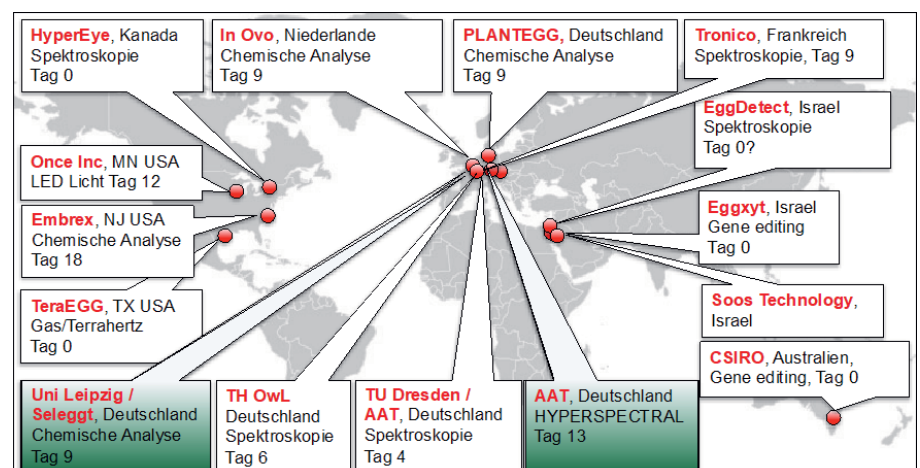 HyperEye, Kanada
Spektroskopie
Tag 0
In Ovo, Niederlande
Chemische Analyse
Tag 9
PLANTEGG, Deutschland
Chemische Analyse
Tag 9
Tronico, Frankreich
Spektroskopie, Tag 9
EggDetect, Israel
Spektroskopie
Tag 0?
Once Inc, MN USA
LED Licht Tag 12
Embrex, NJ USA
Chemische Analyse
Tag 18
Eggxyt, Israel
Gene editing
Tag 0
TeraEGG, TX USA
Gas/Terrahertz
Tag 0
Soos Technology,
Israel
CSIRO, Australien,
Gene editing, Tag 0
Uni Leipzig /
Seleggt, Deutschland
Chemische Analyse
Tag 9
TH OwL
Deutschland
Spektroskopie
Tag 6
TU Dresden /
AAT, Deutschland
Spektroskopie
Tag 4
AAT, Deutschland
HYPERSPECTRAL
Tag 13